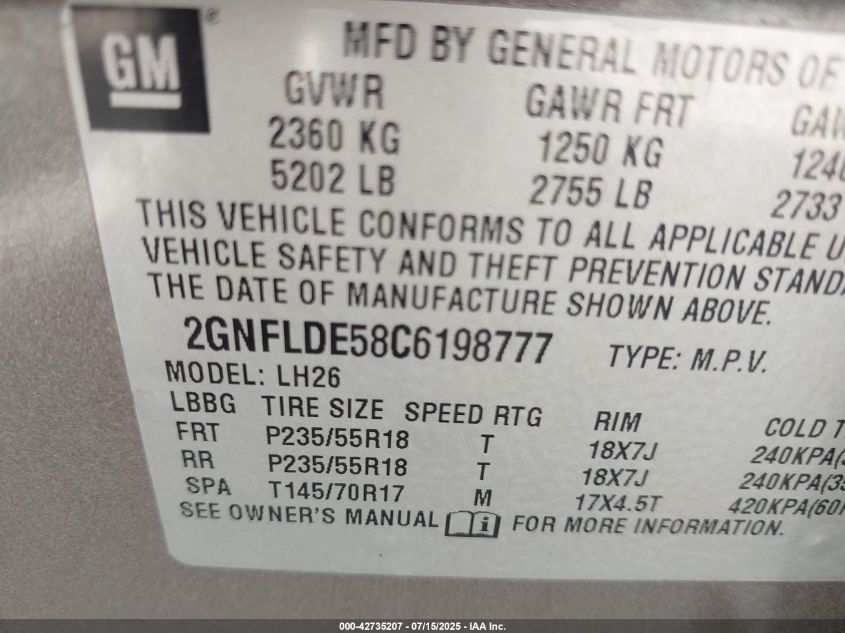 GM ®
MFD BY GENERAL MOTORS OF
GVWR GAWR FRT
2360 KG 1250 KG
5202 LB 2755 LB 2733
THIS VEHICLE CONFORMS TO ALL APPLICABLE
VEHICLE SAFETY AND THEFT PREVENTION
THE DATE OF MANUFACTURE SHOWN ABOVE.
2GNFLDE58C6198777 TYPE: M.P.V.
MODEL: LH26
LBBG TIRE SIZE SPEED RTG RIM COLD
FRT P235/55R18 T 18X7J 240KPA
RR P235/55R18 T 18X7J 240KPA
SPA T145/70R17 M 17X4.5T 420KPA
SEE OWNER'S MANUAL i FOR MORE INFORMATION.
000-42735207 - 07/15/2025 - IAA Inc.